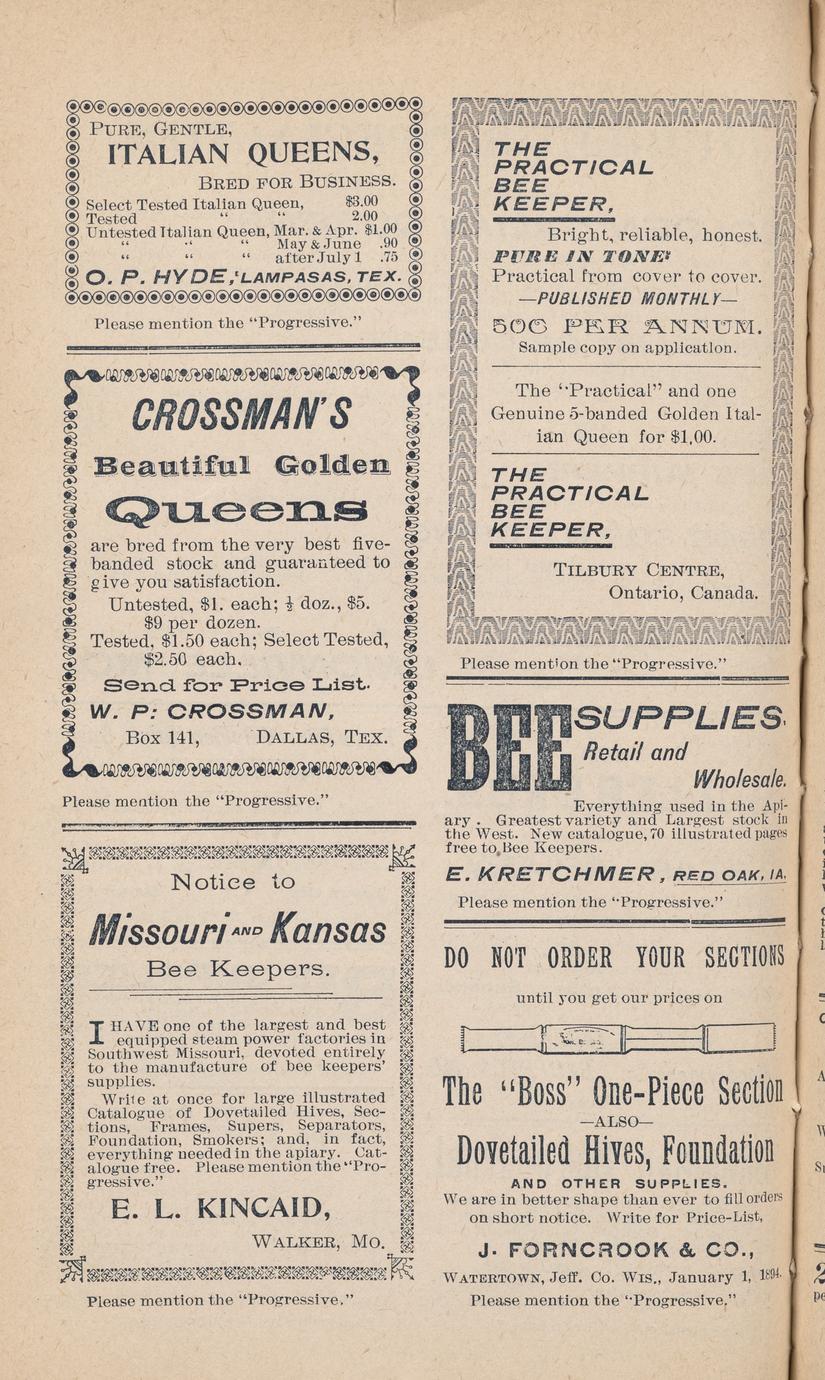 PURE, GENTLE,
ITALIAN QUEENS,
BRED FOR BUSINESS.
Select Tested Italian Queen, $3.00
Tested " " 2.00
Untested Italian Queen, Mar. & Apr. $1.00
" " " May & June .90
" " " after July 1 .75
O. P. HYDE, LAMPASAS, TEX.
Please mention the "Progressive."
CROSSMAN'S
Beautiful Golden
Queens
are bred from the very best five-
banded stock and guaranteed to
give you satisfaction.
Untested, $1. each; ½ doz., $5.
$9 per dozen.
Tested, $1.50 each; Select Tested,
$2.50 each.
Send for Price List.
W. P: CROSSMAN,
Box 141, DALLAS, TEX.
Please mention the "Progressive."
Notice to
Missouri AND Kansas
Bee Keepers.
I HAVE one of the largest and best
equipped steam power factories in
Southwest Missouri, devoted entirely
to the manufacture of bee keepers'
supplies.
Write at once for large illustrated
Catalogue of Dovetailed Hives, Sec-
tions, Frames, Supers, Separators,
Foundation, Smokers; and, in fact,
everything needed in the apiary. Cat-
alogue free. Please mention the "Pro-
gressive."
E. L. KINCAID,
WALKER, MO.
Please mention the "Progressive."
THE
PRACTICAL
BEE
KEEPER,
Bright, reliable, honest.
PURE IN TONE!
Practical from cover to cover.
—PUBLISHED MONTHLY—
50C PER ANNUM.
Sample copy on application.
The "Practical" and one
Genuine 5-banded Golden Ital-
ian Queen for $1,00.
THE
PRACTICAL
BEE
KEEPER,
TILBURY CENTRE,
Ontario, Canada.
Please mention the "Progressive."
BEE SUPPLIES.
Retail and
Wholesale.
Everything used in the Api-
ary. Greatest variety and Largest stock in
the West. New catalogue, 70 illustrated pages
free to Bee Keepers.
E. KRETCHMER, RED OAK, IA.
Please mention the "Progressive."
DO NOT ORDER YOUR SECTIONS
until you get our prices on
The "Boss" One-Piece Section
—ALSO—
Dovetailed Hives, Foundation
AND OTHER SUPPLIES.
We are in better shape than ever to fill orders
on short notice. Write for Price-List,
J. FORNCROOK & CO.,
WATERTOWN, Jeff. Co. WIS., January 1, 1894.
Please mention the "Progressive."